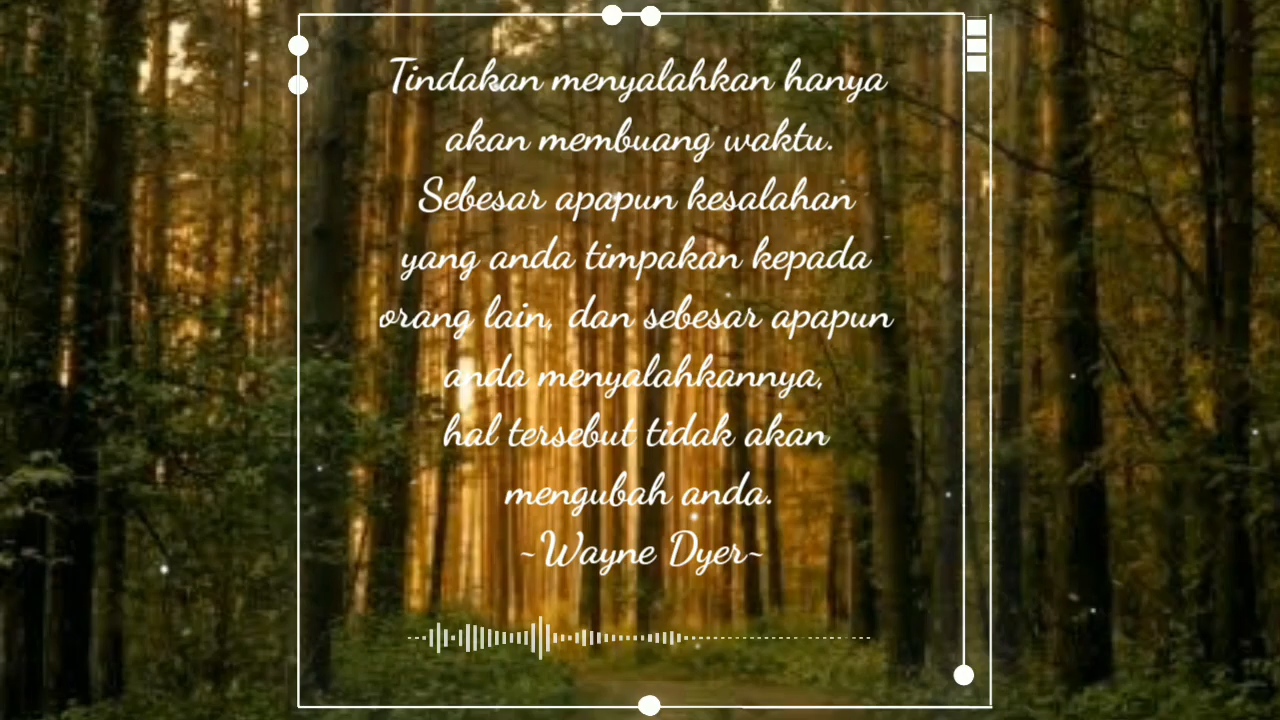 Tindakan menyalahkan hanya
akan membuang waktu.
Sebesar apapun kesalahan
yang anda timpakan kepada
orang lain, dan sebesar apapun
anda menyalahkannya,
hal tersebut tidak akan
mengubah anda.
~Wayne Dyer~